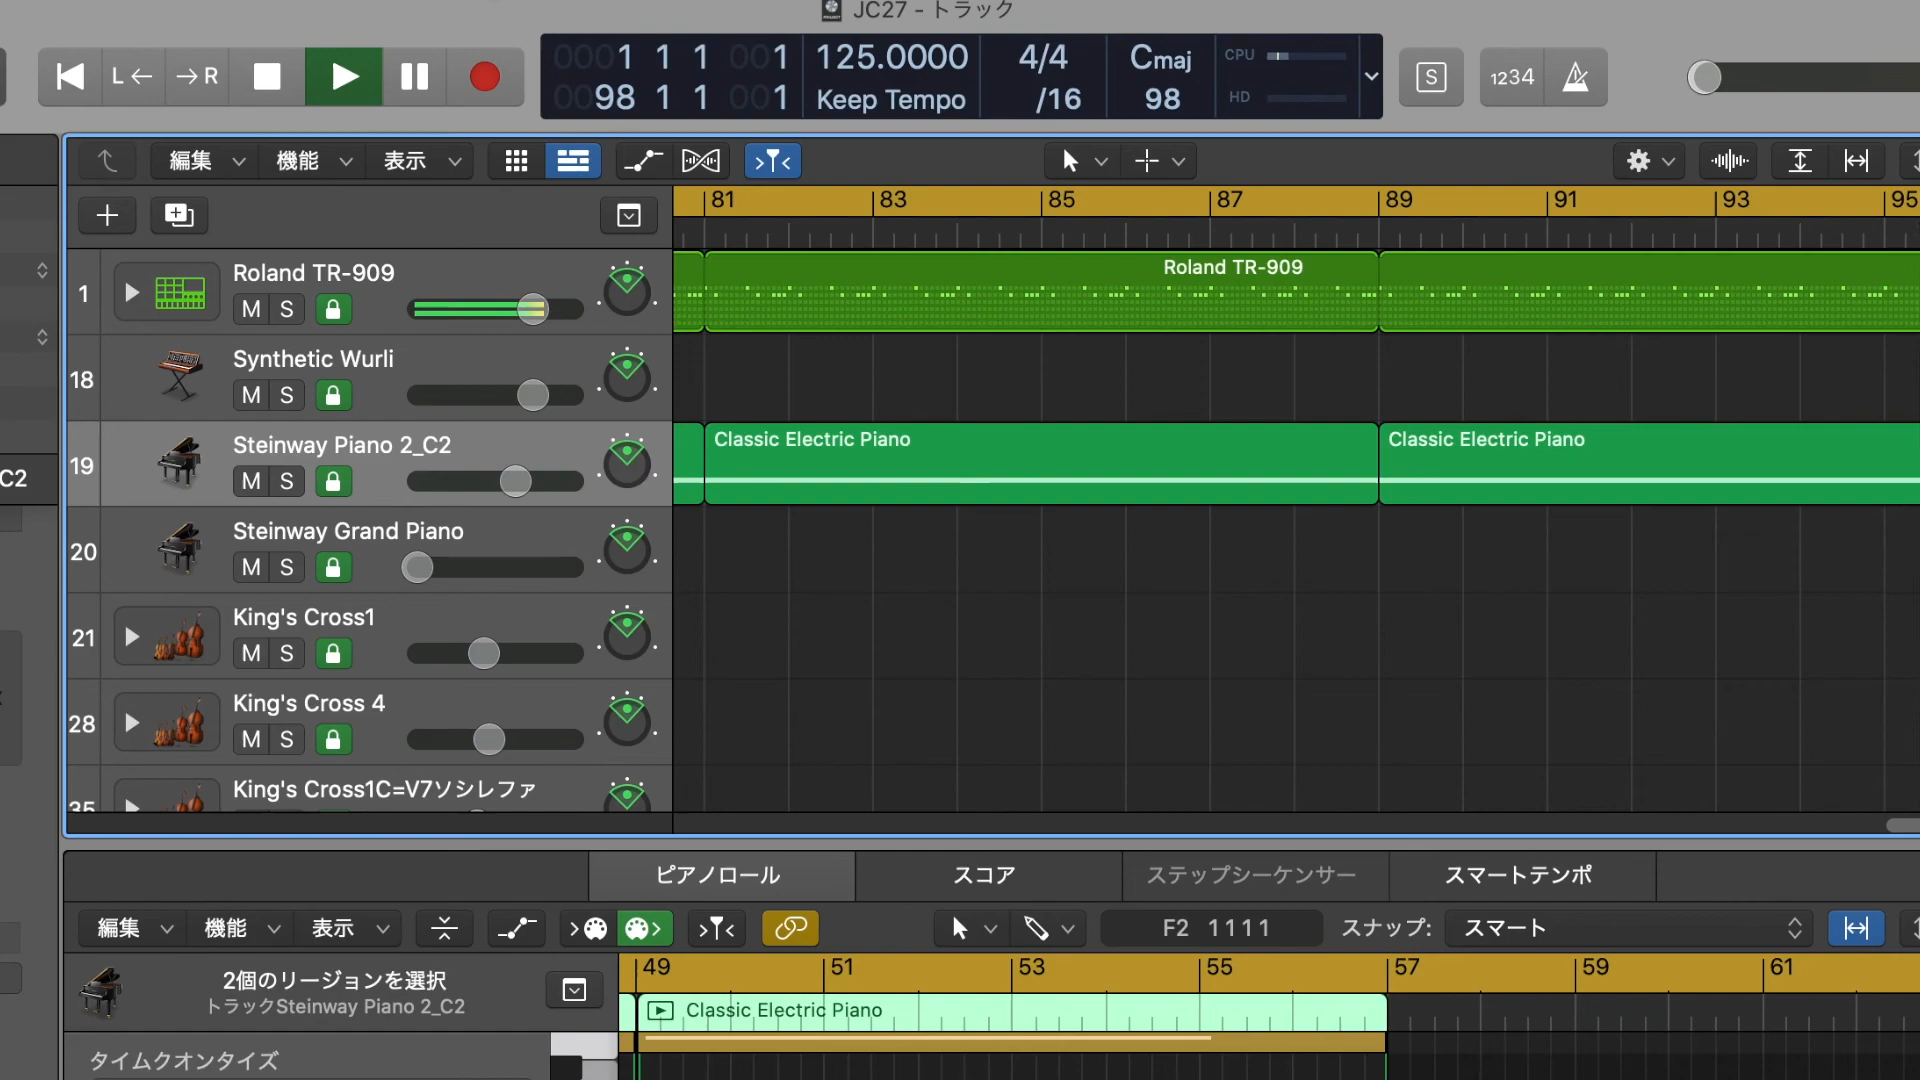 JC27 - トラック
L← →R
0001 1 1 001 125.0000 4/4 Cmaj CPU
0098 1 1 001 Keep Tempo /16 98 HD
S 1234
編集 機能 表示
81 83 85 87 89 91 93 95
1 Roland TR-909
M S
Roland TR-909
18 Synthetic Wurli
M S
19 Steinway Piano 2_C2
M S
Classic Electric Piano
Classic Electric Piano
C2
20 Steinway Grand Piano
M S
21 King's Cross1
M S
28 King's Cross 4
M S
35 King's Cross1C=V7ソシレファ
ピアノロール スコア ステップシーケンサー スマートテンポ
編集 機能 表示 F2 1 1 1 1 スナップ: スマート
49 51 53 55 57 59 61
2個のリージョンを選択
トラックSteinway Piano 2_C2
Classic Electric Piano
タイムクオンタイズ